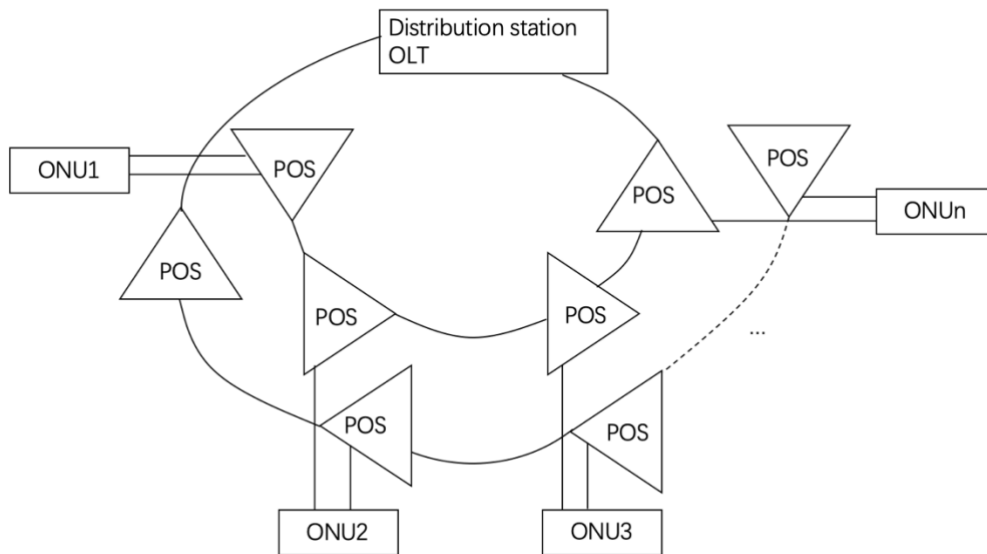 Distribution station
OLT
POS
POS
ONU1
POS
ONUn
POS
POS
POS
POS
POS
...
ONU2
ONU3